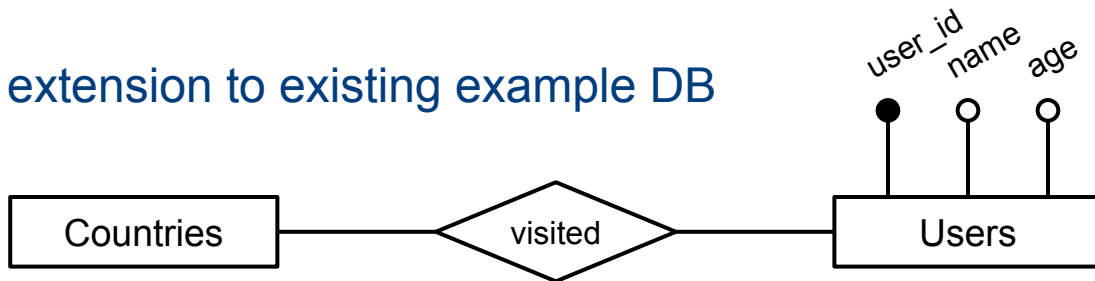 user_id
name
age
extension to existing example DB
Countries
visited
Users